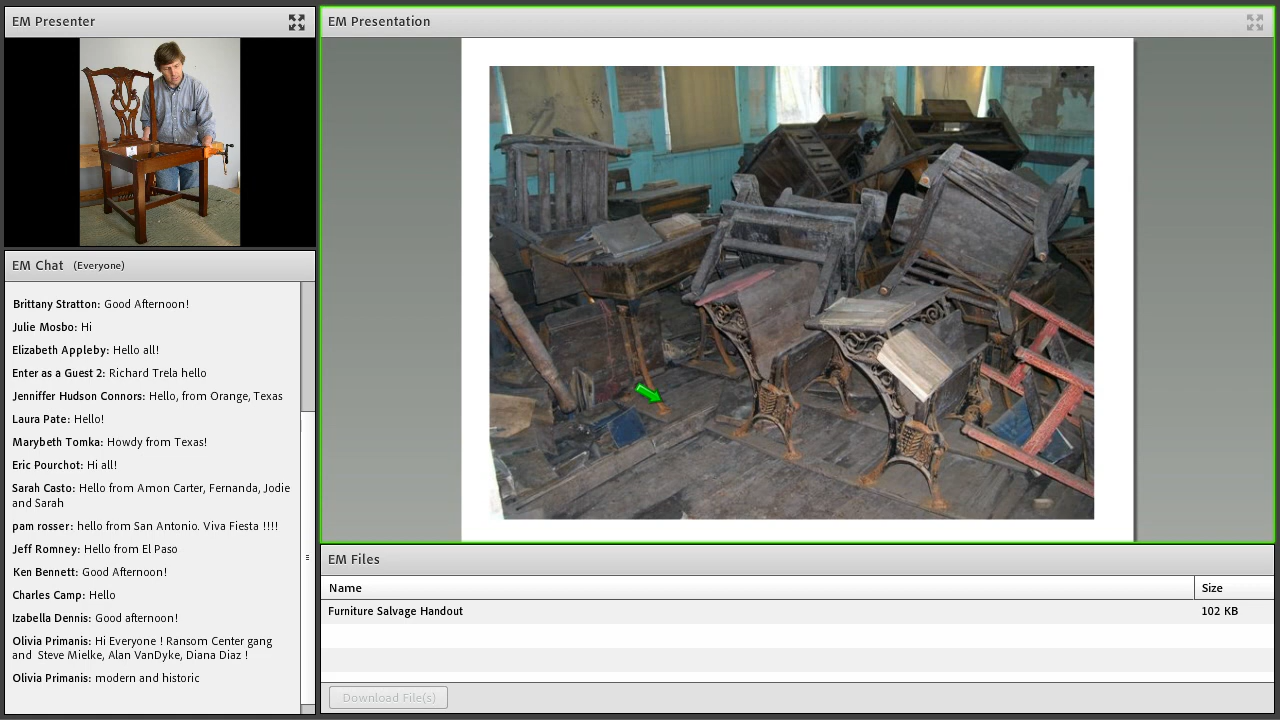 EM Presenter
EM Chat (Everyone)
Brittany Stratton: Good Afternoon!
Julie Mosbo: Hi
Elizabeth Appleby: Hello all!
Enter as a Guest 2: Richard Trela hello
Jenniffer Hudson Connors: Hello, from Orange, Texas
Laura Pate: Hello!
Marybeth Tomka: Howdy from Texas!
Eric Pourchot: Hi all!
Sarah Casto: Hello from Amon Carter, Fernanda, Jodie
and Sarah
pam rosser: hello from San Antonio. Viva Fiesta !!!!
Jeff Romney: Hello from El Paso
Ken Bennett: Good Afternoon!
Charles Camp: Hello
Izabella Dennis: Good afternoon!
Olivia Primanis: Hi Everyone ! Ransom Center gang
and Steve Mielke, Alan VanDyke, Diana Diaz !
Olivia Primanis: modern and historic
EM Presentation
EM Files
Name Size
Furniture Salvage Handout 102 KB
Download File(s)